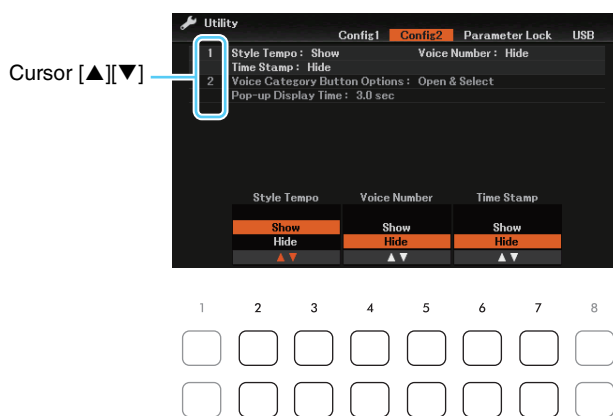 Utility
Config1 Config2 Parameter Lock USB
Cursor [▲][▼]
1 Style Tempo : Show Voice Number : Hide
Time Stamp : Hide
2 Voice Category Button Options : Open & Select
Pop-up Display Time : 3.0 sec
Style Tempo Voice Number Time Stamp
Show Show Show
Hide Hide Hide
▲▼ ▲▼ ▲▼
1 2 3 4 5 6 7 8